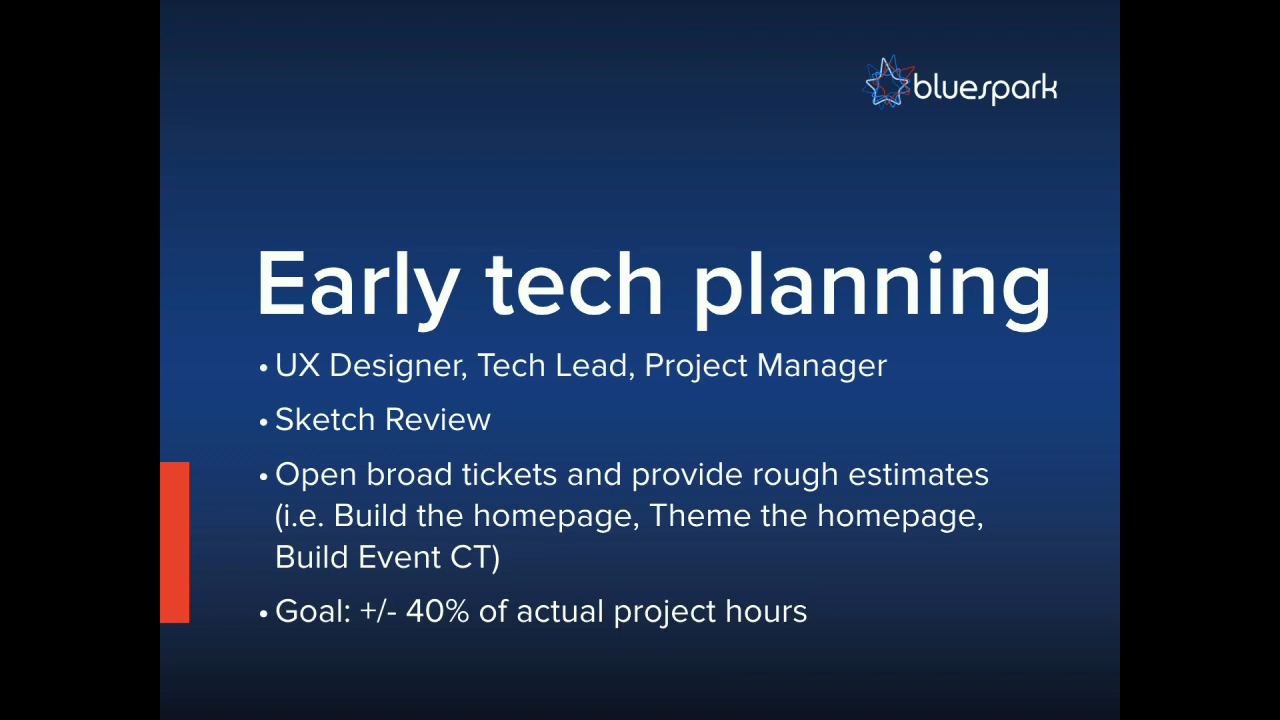 bluespark
Early tech planning
• UX Designer, Tech Lead, Project Manager
• Sketch Review
• Open broad tickets and provide rough estimates
(i.e. Build the homepage, Theme the homepage,
Build Event CT)
• Goal: +/- 40% of actual project hours